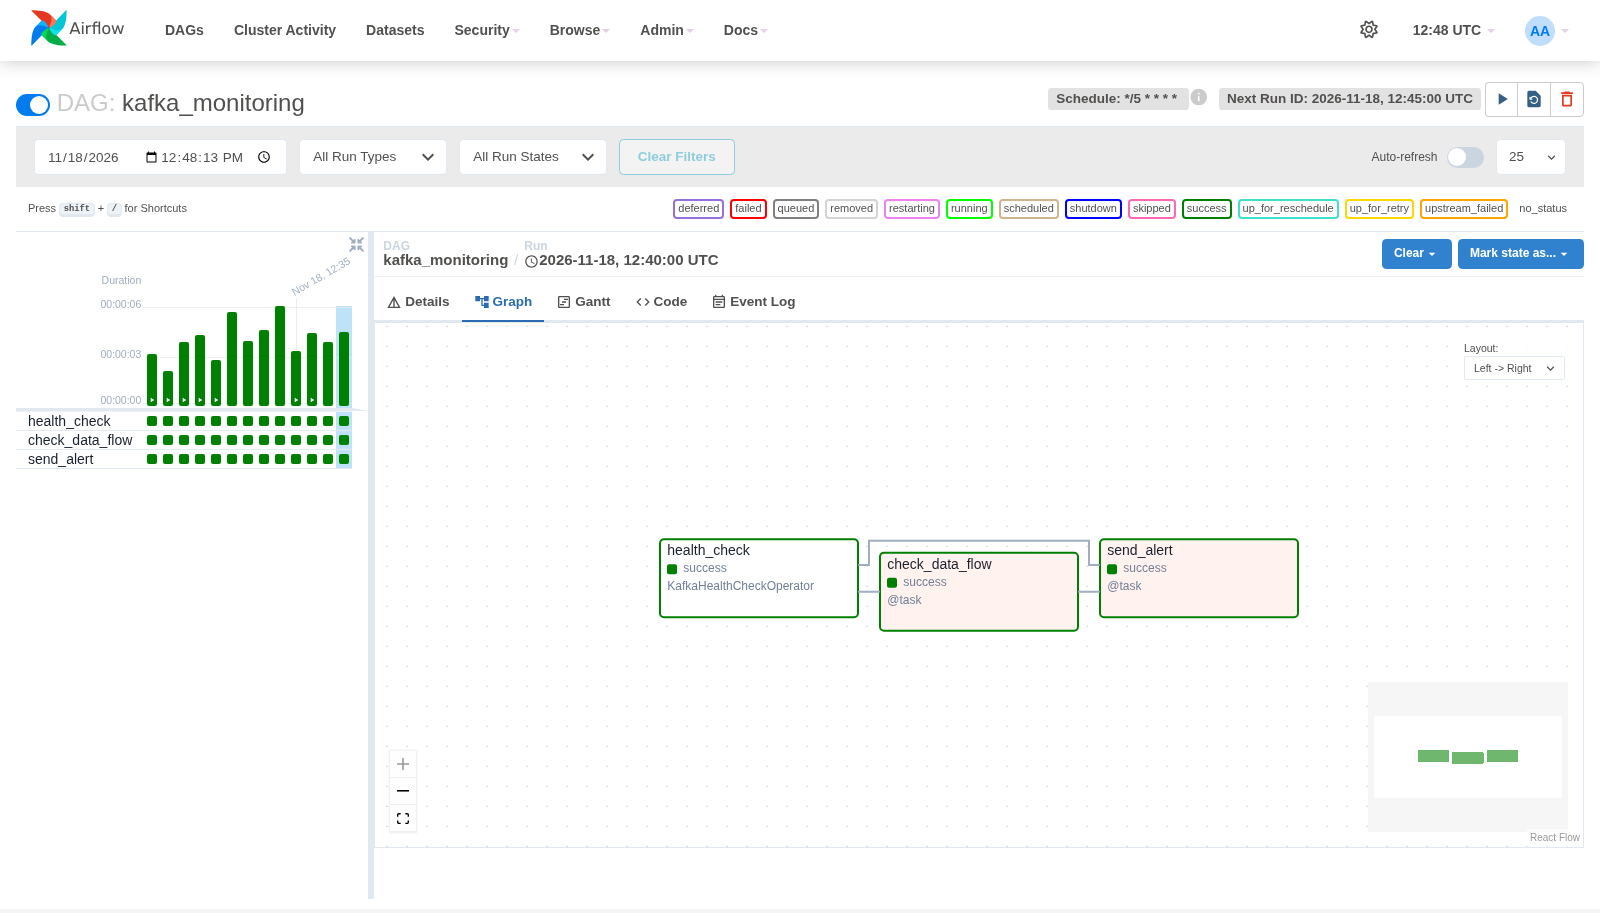 Airflow DAGs Cluster Activity Datasets Security Browse Admin Docs 12:48 UTC AA
DAG: kafka_monitoring Schedule: */5 * * * * Next Run ID: 2026-11-18, 12:45:00 UTC
11/18/2026 12:48:13 PM All Run Types All Run States Clear Filters Auto-refresh 25
Press shift + / for Shortcuts deferred failed queued removed restarting running scheduled shutdown skipped success up_for_reschedule up_for_retry upstream_failed no_status
DAG Run
kafka_monitoring / 2026-11-18, 12:40:00 UTC Clear Mark state as...
Nov 18, 12:35
Duration
00:00:06
00:00:03
00:00:00
health_check
check_data_flow
send_alert
Details Graph Gantt Code Event Log
Layout:
Left -> Right
health_check
success
KafkaHealthCheckOperator
check_data_flow
success
@task
send_alert
success
@task
React Flow